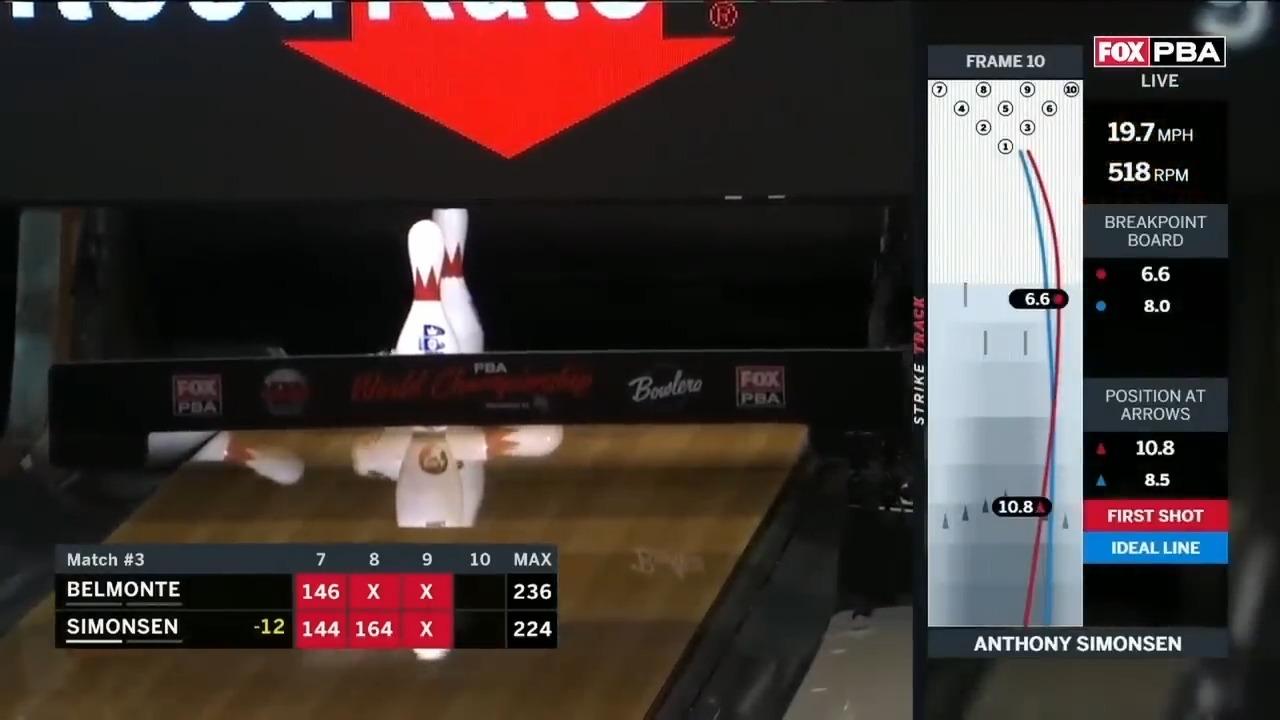 Road Rate ®
FOX PBA
LIVE
FRAME 10
7 8 9 10
4 5 6
2 3
1
19.7 MPH
518 RPM
BREAKPOINT
BOARD
6.6
8.0
6.6
STRIKE TRACK
POSITION AT
ARROWS
10.8
8.5
10.8
FIRST SHOT
IDEAL LINE
ANTHONY SIMONSEN
FOX
PBA
PBA
World Championship
Bowlero
FOX
PBA
Match #3 7 8 9 10 MAX
BELMONTE 146 X X 236
SIMONSEN -12 144 164 X 224